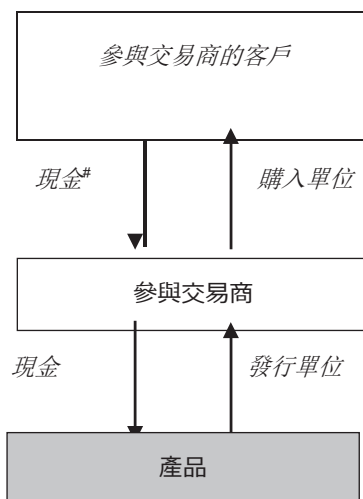 參與交易商的客戶
現金#
購入單位
參與交易商
現金
發行單位
產品